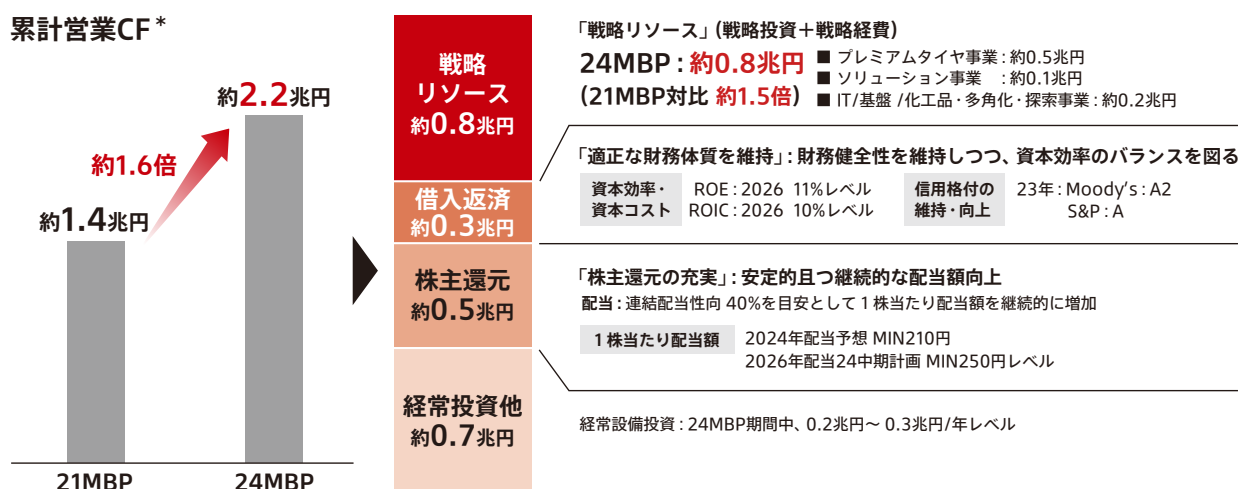 累計営業CF*
約2.2兆円
約1.6倍
約1.4兆円
21MBP
24MBP
戦略
リソース
約0.8兆円
借入返済
約0.3兆円
株主還元
約0.5兆円
経常投資他
約0.7兆円
「戦略リソース」(戦略投資+戦略経費)
24MBP:約0.8兆円
(21MBP対比 約1.5倍)
■ プレミアムタイヤ事業:約0.5兆円
■ ソリューション事業 :約0.1兆円
■ IT/基盤 /化工品・多角化・探索事業:約0.2兆円
「適正な財務体質を維持」:財務健全性を維持しつつ、資本効率のバランスを図る
資本効率・
資本コスト
ROE:2026 11%レベル
ROIC:2026 10%レベル
信用格付の
維持・向上
23年:Moody's:A2
S&P:A
「株主還元の充実」:安定的且つ継続的な配当額向上
配当:連結配当性向 40%を目安として1株当たり配当額を継続的に増加
1株当たり配当額
2024年配当予想 MIN210円
2026年配当24中期計画 MIN250円レベル
経常設備投資:24MBP期間中、0.2兆円~ 0.3兆円/年レベル